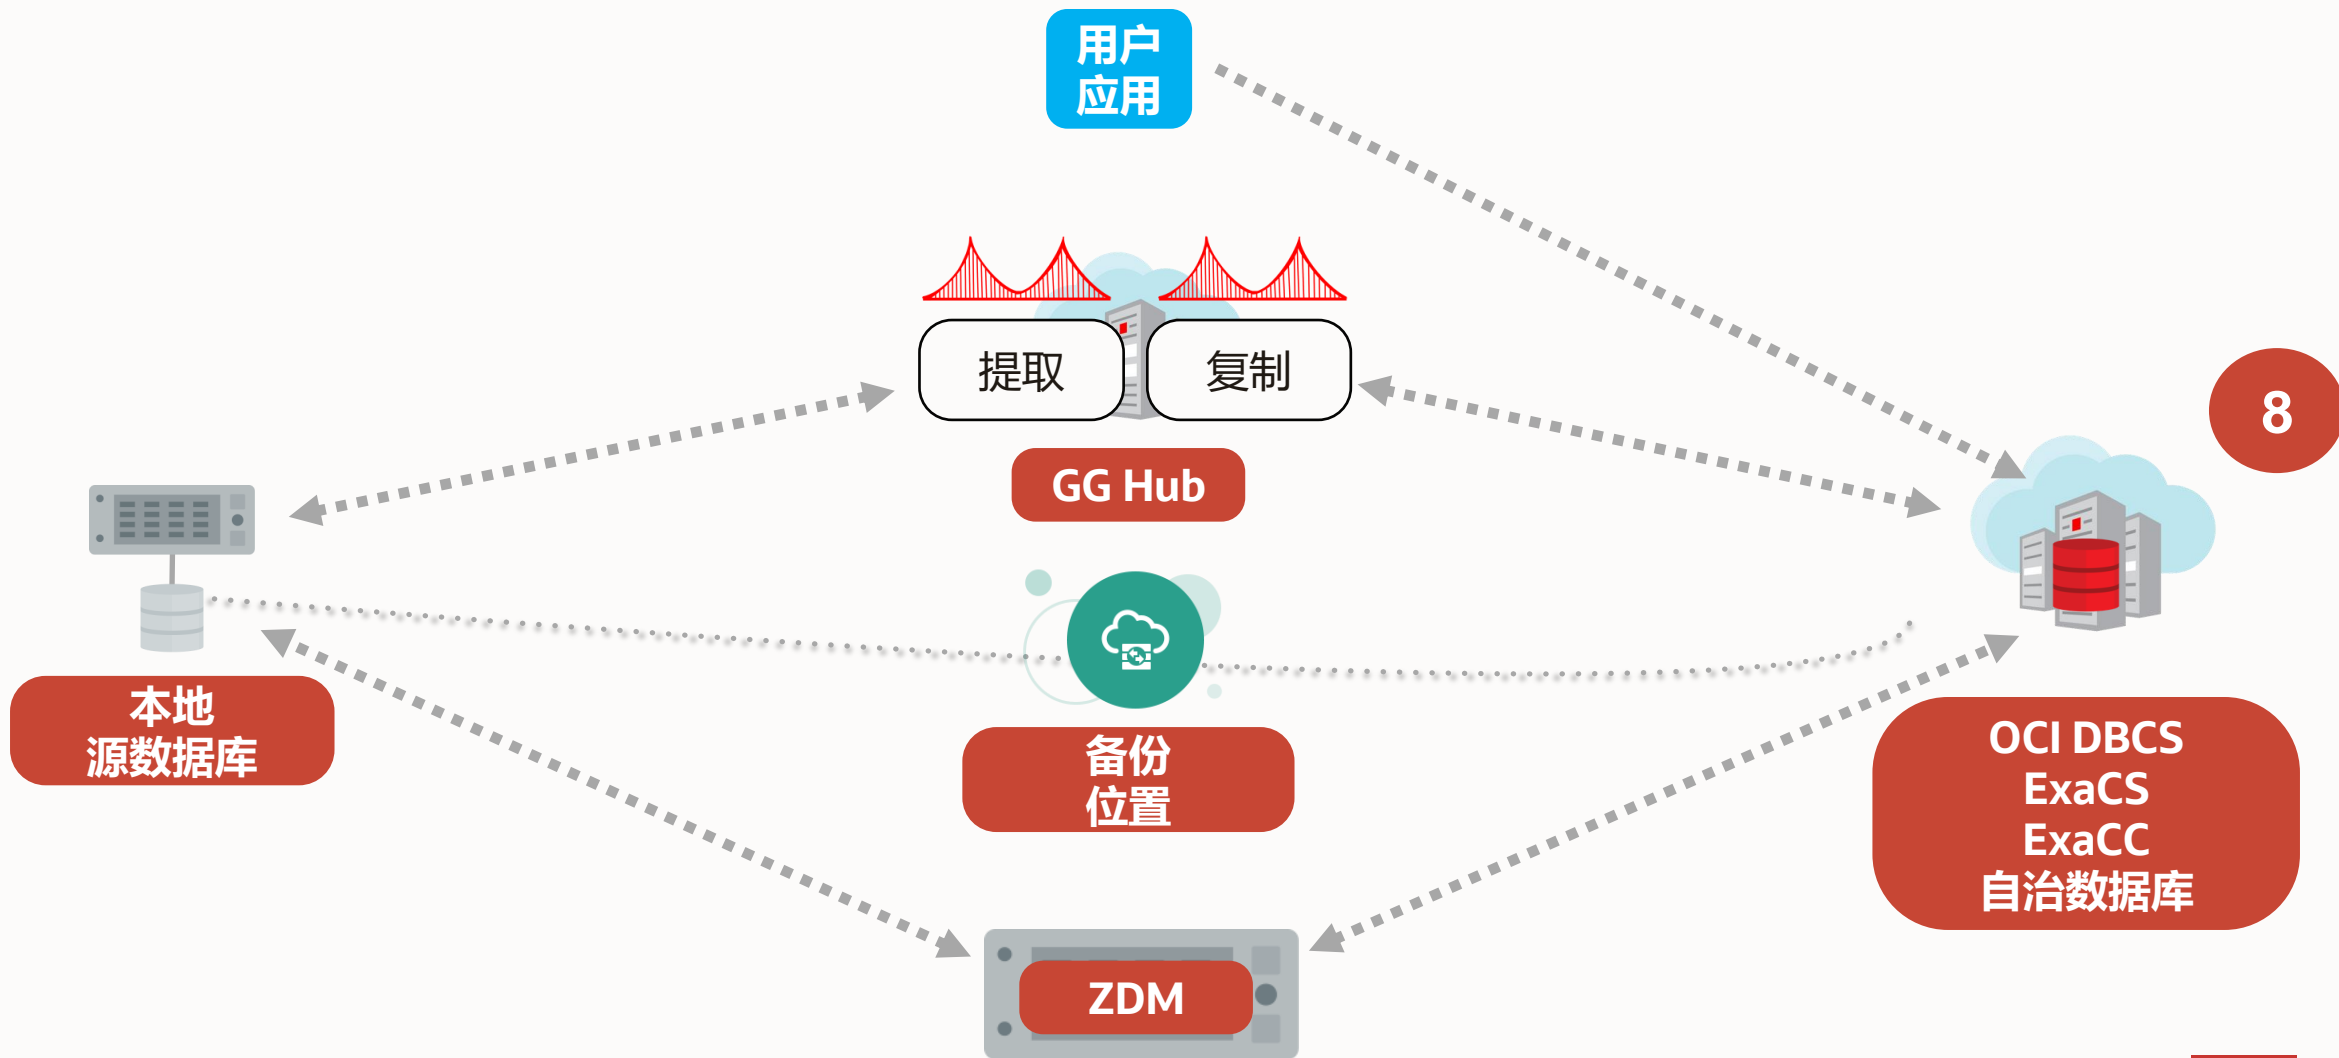 用户
应用
提取
复制
8
GG Hub
本地
源数据库
备份
位置
OCI DBCS
ExaCS
ExaCC
自治数据库
ZDM